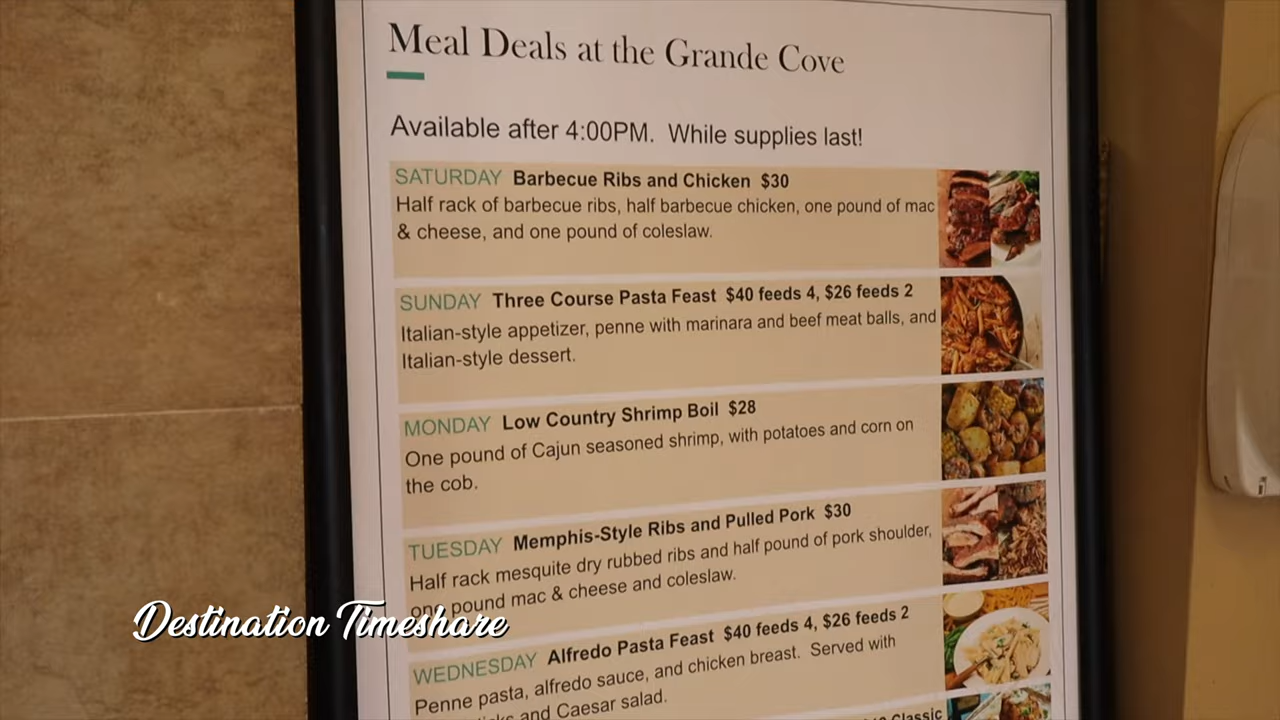 Meal Deals at the Grande Cove
Available after 4:00PM. While supplies last!
SATURDAY Barbecue Ribs and Chicken $30
Half rack of barbecue ribs, half barbecue chicken, one pound of mac
& cheese, and one pound of coleslaw.
SUNDAY Three Course Pasta Feast $40 feeds 4, $26 feeds 2
Italian-style appetizer, penne with marinara and beef meat balls, and
Italian-style dessert.
MONDAY Low Country Shrimp Boil $28
One pound of Cajun seasoned shrimp, with potatoes and corn on
the cob.
TUESDAY Memphis-Style Ribs and Pulled Pork $30
Half rack mesquite dry rubbed ribs and half pound of pork shoulder,
one pound mac & cheese and coleslaw.
Destination Timeshare
WEDNESDAY Alfredo Pasta Feast $40 feeds 4, $26 feeds 2
Penne pasta, alfredo sauce, and chicken breast. Served with
and Caesar salad.
Classic